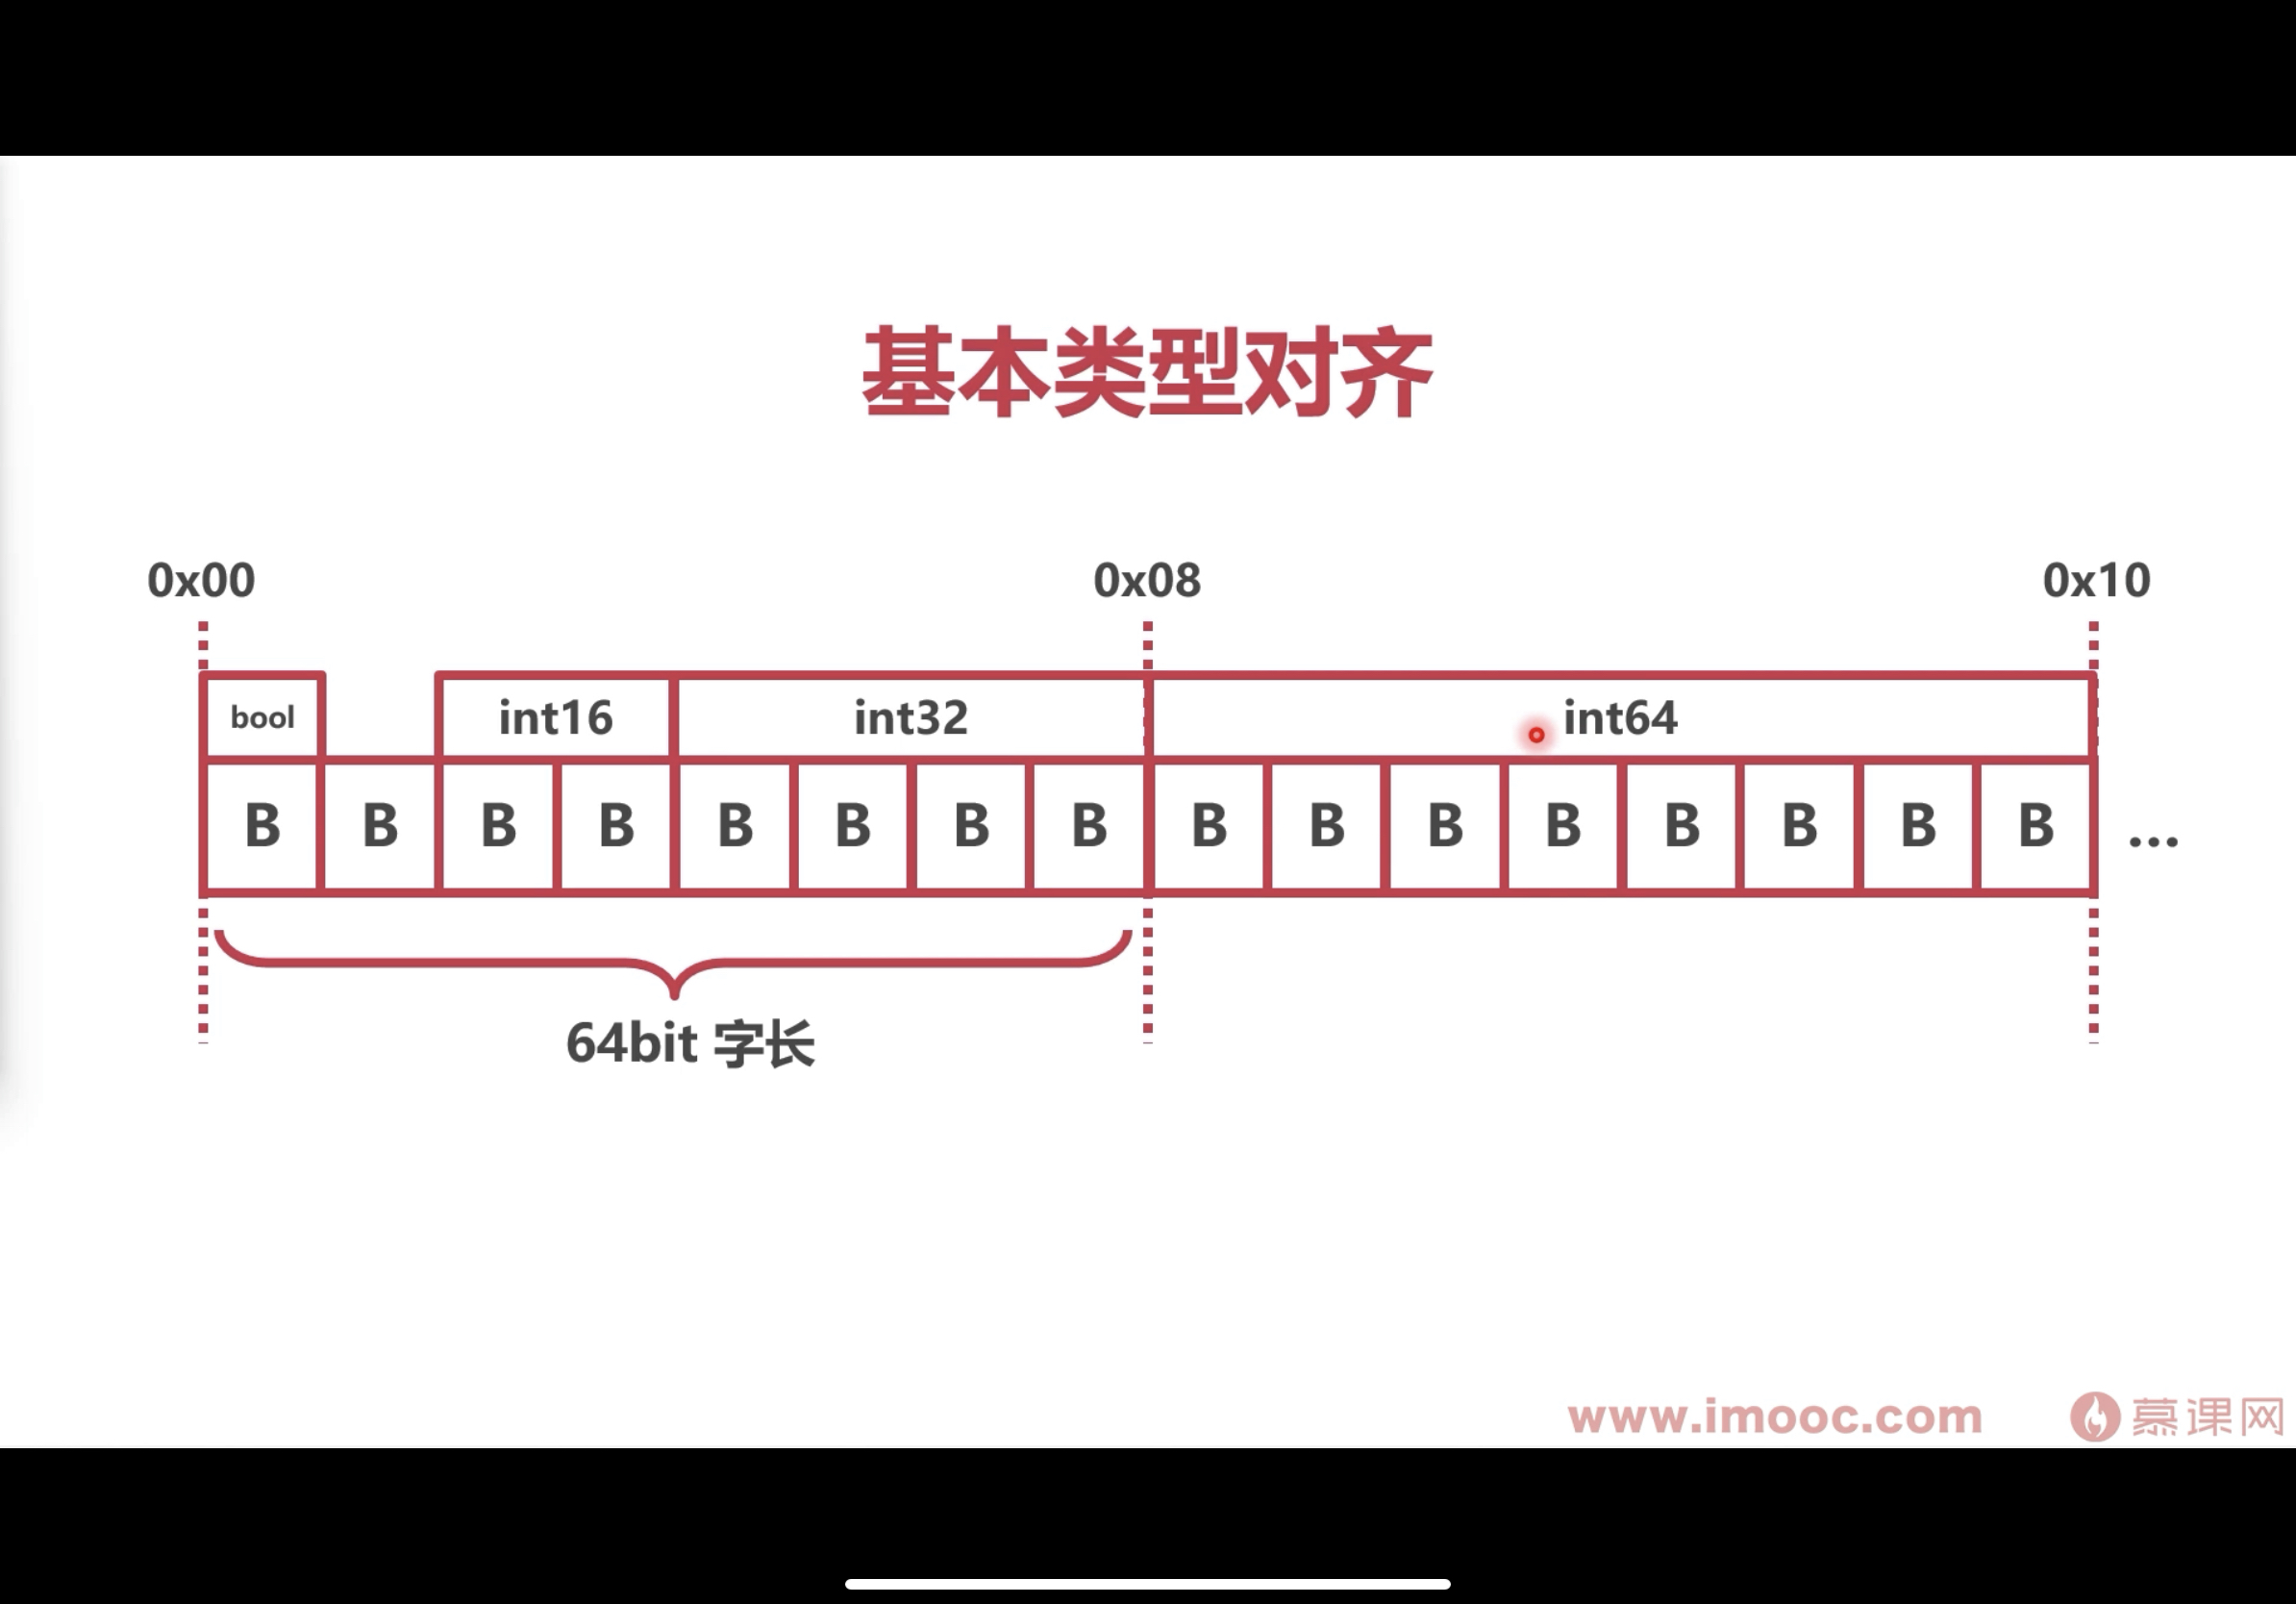 基本类型对齐
0x00 0x08 0x10
bool int16 int32 int64
B B B B B B B B B B B B B B B B ...
64bit 字长
www.imooc.com 慕课网